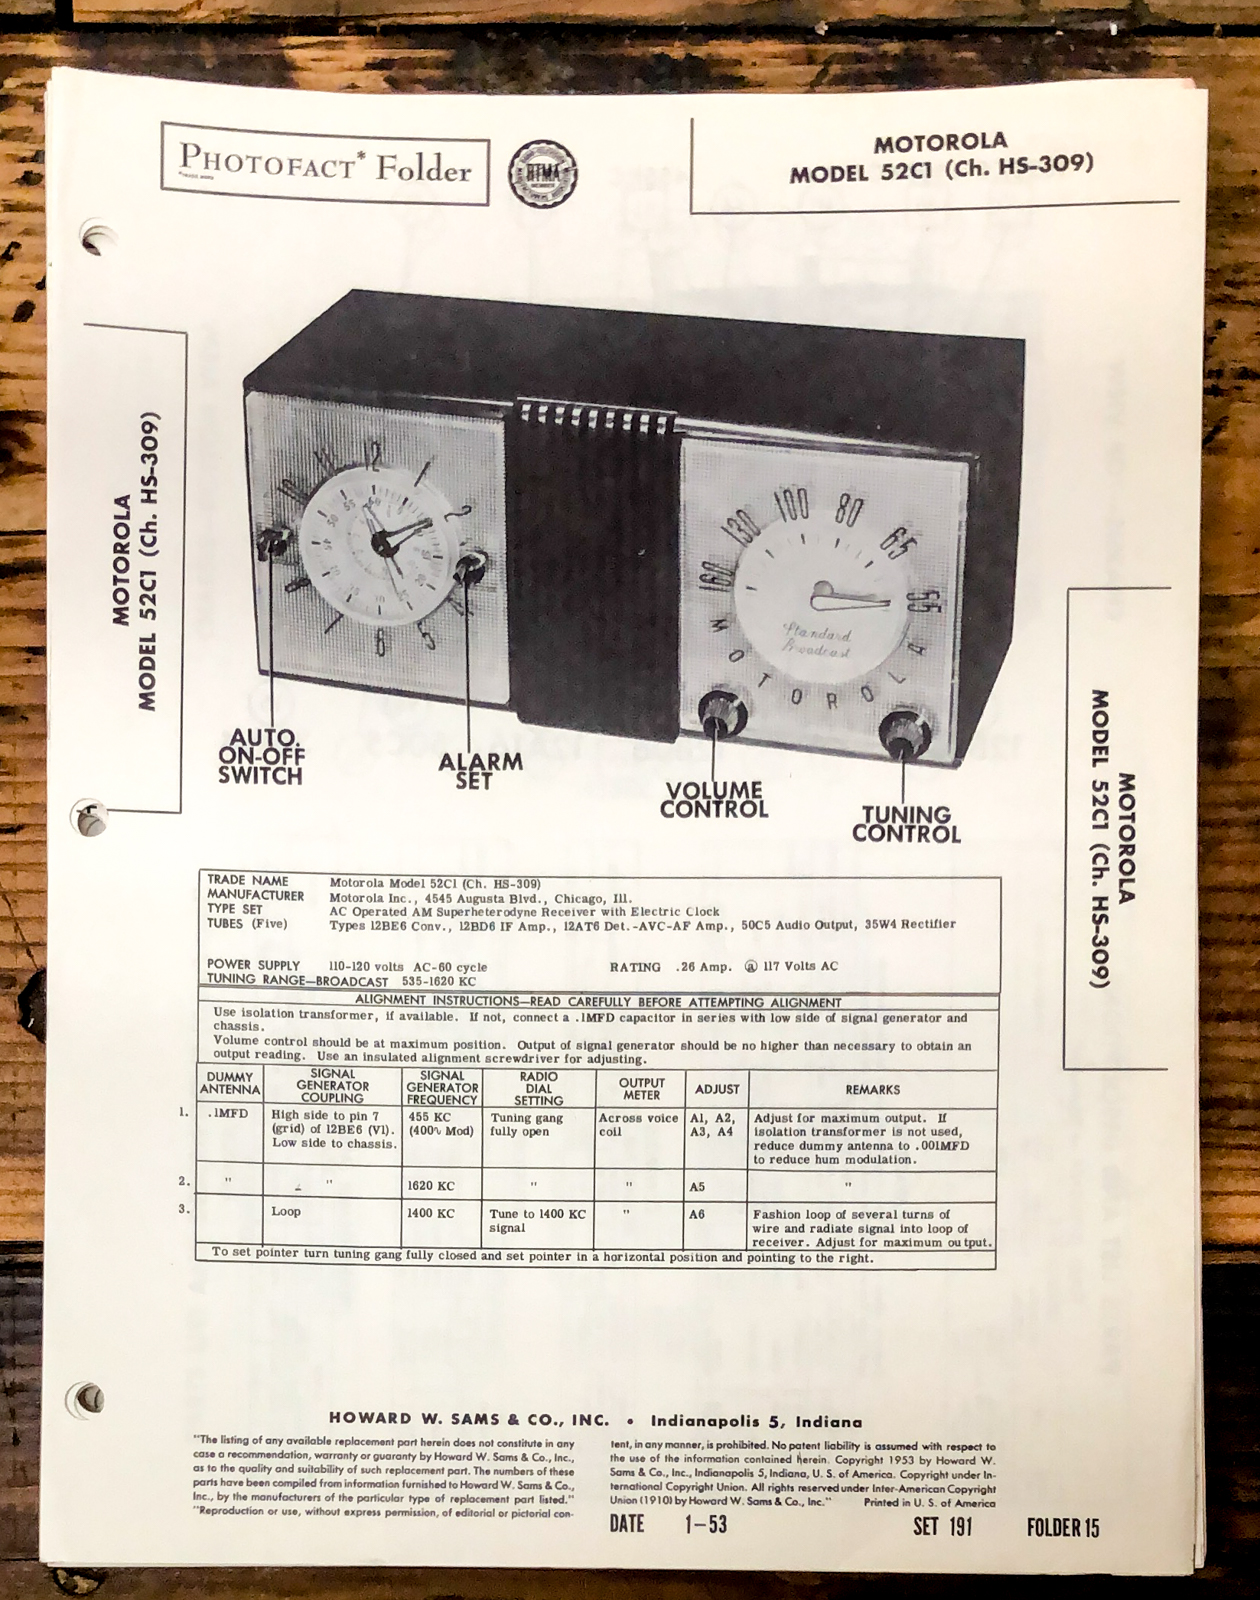 PHOTOFACT* Folder
*TRADE MARK
RTMA
MOTOROLA
MODEL 52C1 (Ch. HS-309)
MOTOROLA
MODEL 52C1 (Ch. HS-309)
MOTOROLA
MODEL 52C1 (Ch. HS-309)
12
1
2
4
5
6
10
11
55
60
160
130
100
80
65
55
Standard
Broadcast
MOTOROLA
AUTO.
ON-OFF
SWITCH
ALARM
SET
VOLUME
CONTROL
TUNING
CONTROL
TRADE NAME Motorola Model 52C1 (Ch. HS-309)
MANUFACTURER Motorola Inc., 4545 Augusta Blvd., Chicago, Ill.
TYPE SET AC Operated AM Superheterodyne Receiver with Electric Clock
TUBES (Five) Types 12BE6 Conv., 12BD6 IF Amp., 12AT6 Det.-AVC-AF Amp., 50C5 Audio Output, 35W4 Rectifier
POWER SUPPLY 110-120 volts AC-60 cycle RATING .26 Amp. @ 117 Volts AC
TUNING RANGE—BROADCAST 535-1620 KC
ALIGNMENT INSTRUCTIONS—READ CAREFULLY BEFORE ATTEMPTING ALIGNMENT
Use isolation transformer, if available. If not, connect a .1MFD capacitor in series with low side of signal generator and
chassis.
Volume control should be at maximum position. Output of signal generator should be no higher than necessary to obtain an
output reading. Use an insulated alignment screwdriver for adjusting.
DUMMY
ANTENNA
SIGNAL
GENERATOR
COUPLING
SIGNAL
GENERATOR
FREQUENCY
RADIO
DIAL
SETTING
OUTPUT
METER
ADJUST
REMARKS
1.
.1MFD
High side to pin 7
(grid) of 12BE6 (V1).
Low side to chassis.
455 KC
(400~ Mod)
Tuning gang
fully open
Across voice
coil
A1, A2,
A3, A4
Adjust for maximum output. If
isolation transformer is not used,
reduce dummy antenna to .001MFD
to reduce hum modulation.
2. " " 1620 KC " " A5 "
3.
Loop
1400 KC
Tune to 1400 KC
signal
"
A6
Fashion loop of several turns of
wire and radiate signal into loop of
receiver. Adjust for maximum output.
To set pointer turn tuning gang fully closed and set pointer in a horizontal position and pointing to the right.
HOWARD W. SAMS & CO., INC. • Indianapolis 5, Indiana
"The listing of any available replacement part herein does not constitute in any
case a recommendation, warranty or guaranty by Howard W. Sams & Co., Inc.,
as to the quality and suitability of such replacement part. The numbers of these
parts have been compiled from information furnished to Howard W. Sams & Co.,
Inc., by the manufacturers of the particular type of replacement part listed."
"Reproduction or use, without express permission, of editorial or pictorial con-
tent, in any manner, is prohibited. No patent liability is assumed with respect to
the use of the information contained herein. Copyright 1953 by Howard W.
Sams & Co., Inc., Indianapolis 5, Indiana, U. S. of America. Copyright under In-
ternational Copyright Union. All rights reserved under Inter-American Copyright
Union (1910) by Howard W. Sams & Co., Inc." Printed in U. S. of America
DATE 1-53 SET 191 FOLDER 15